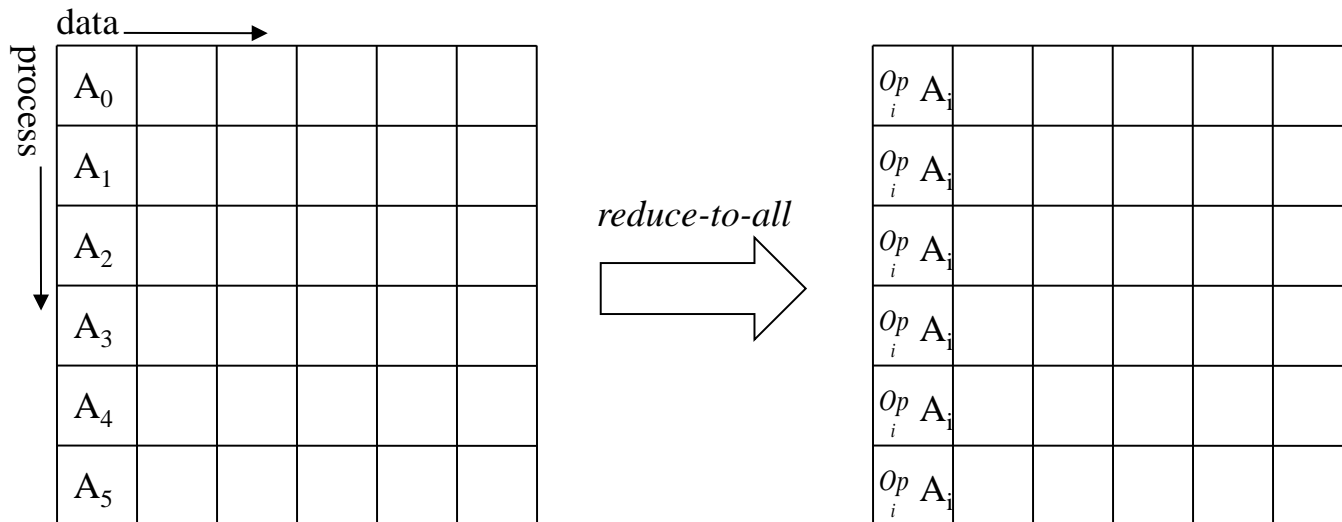 data
process
A₀
A₁
A₂
A₃
A₄
A₅
reduce-to-all
Op i Aᵢ
Op i Aᵢ
Op i Aᵢ
Op i Aᵢ
Op i Aᵢ
Op i Aᵢ